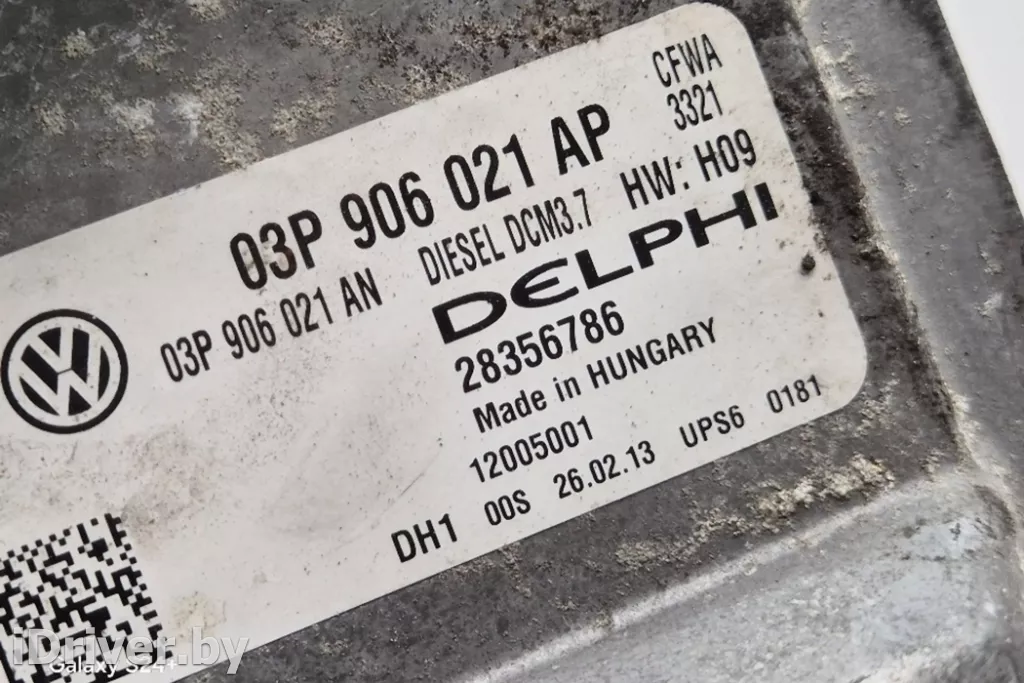 CFWA
3321
03P 906 021 AP
03P 906 021 AN DIESEL DCM3.7 HW: H09
DELPHI
28356786
Made in HUNGARY
12005001
DH1 00S 26.02.13 UPS6 0181
VW
iDriver.by
Galaxy S24+